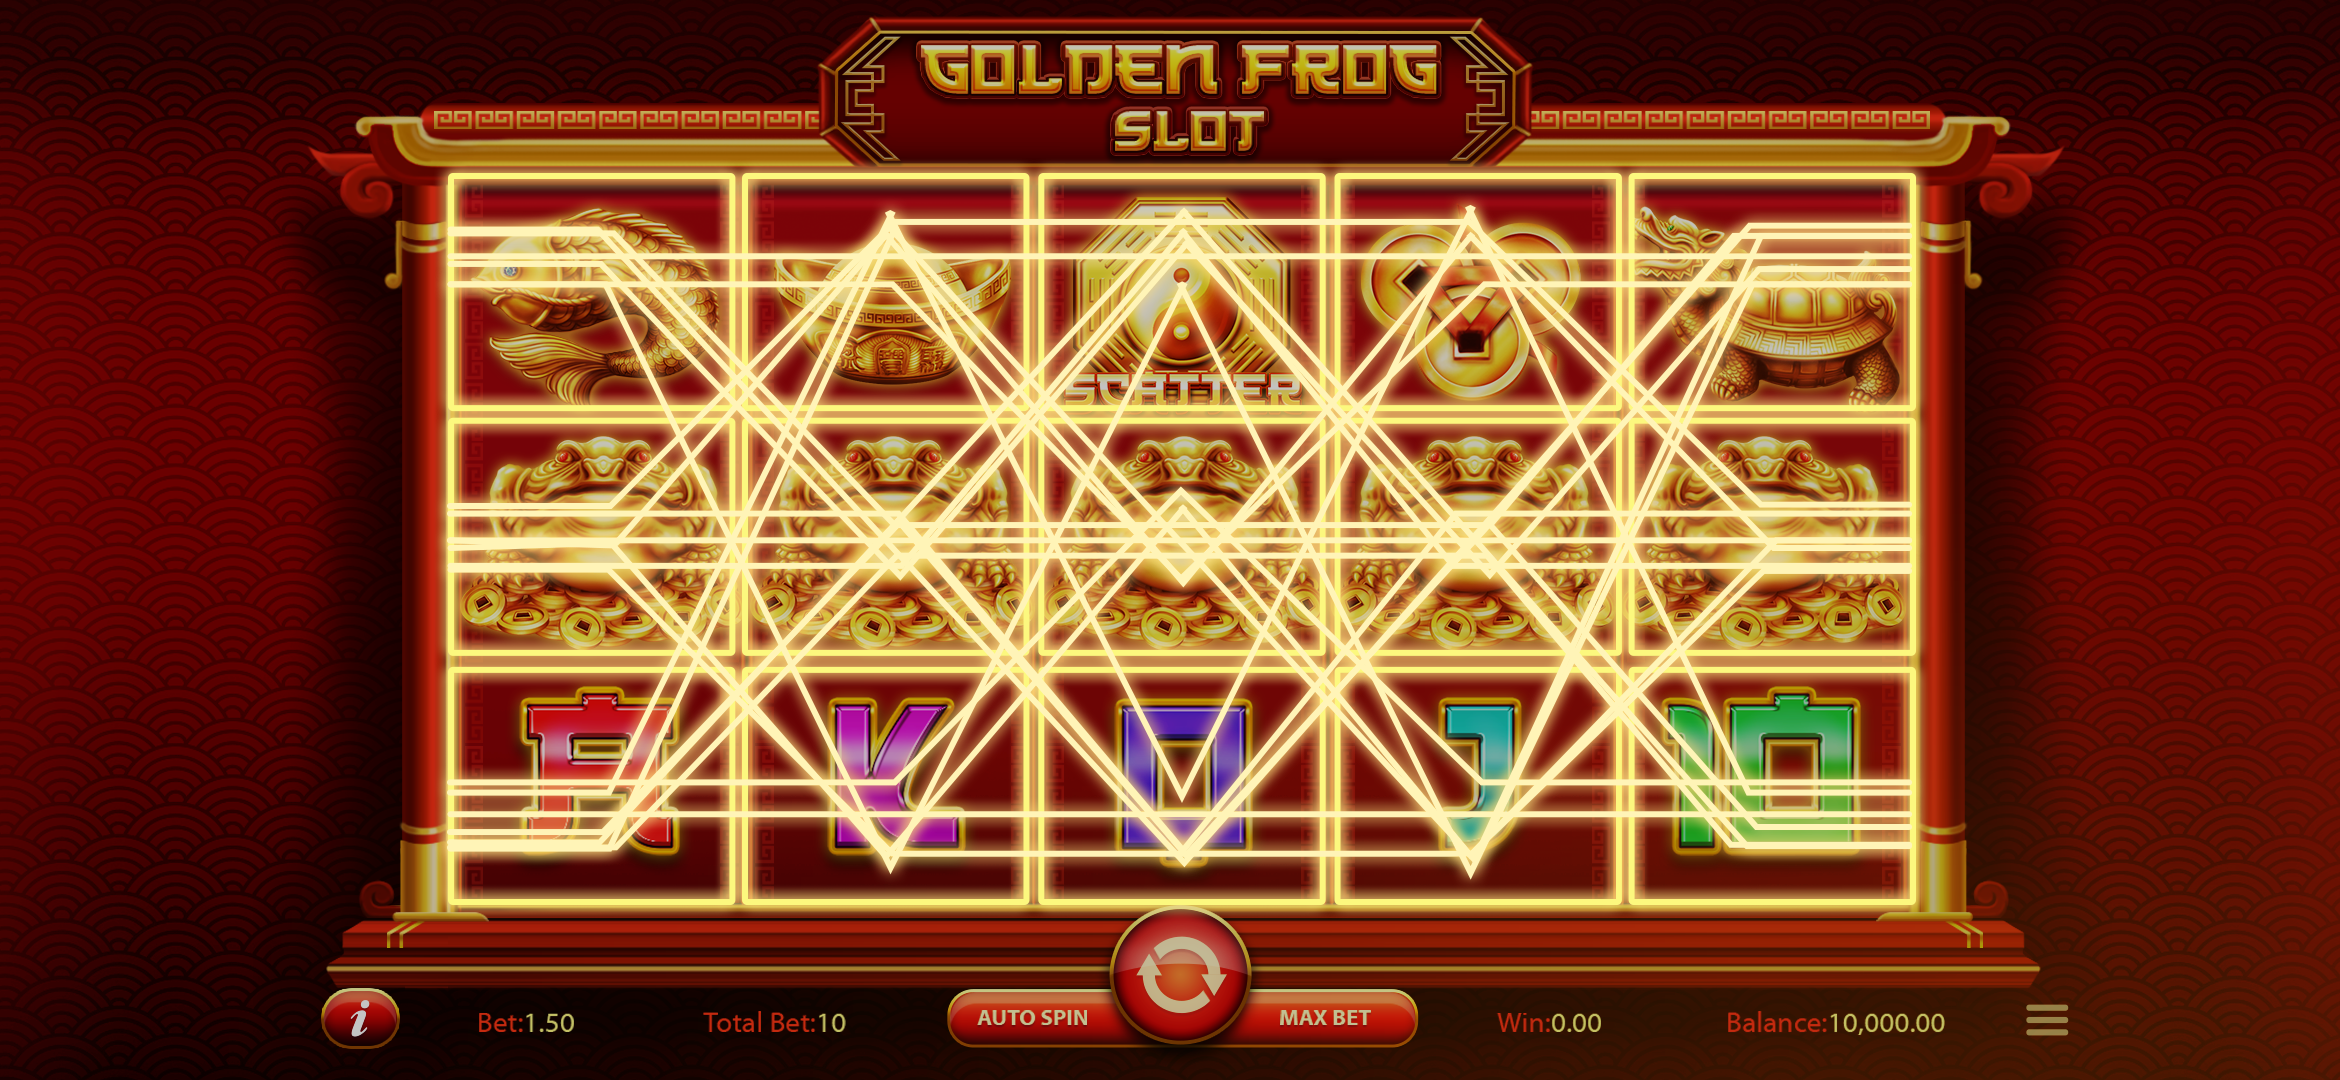 GOLDEN FROG
SLOT
SCATTER
A K J 10
i
Bet:1.50
Total Bet:10
AUTO SPIN
MAX BET
Win:0.00
Balance:10,000.00